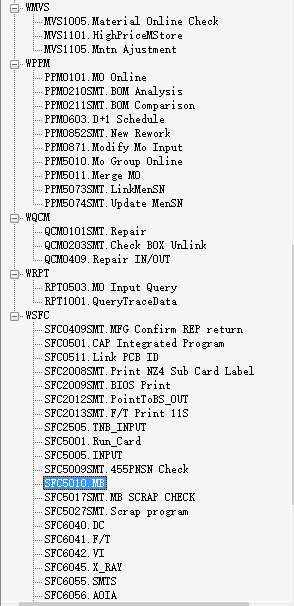 WMVS
MVS1005.Material Online Check
MVS1101.HighPriceMStore
MVS1105.Mntn Ajustment
WPPM
PPM0101.MO Online
PPM0210SMT.BOM Analysis
PPM0211SMT.BOM Comparison
PPM0603.D+1 Schedule
PPM0852SMT.New Rework
PPM0871.Modify Mo Input
PPM5010.Mo Group Online
PPM5011.Merge MO
PPM5073SMT.LinkMenSN
PPM5074SMT.Update MenSN
WQCM
QCM0101SMT.Repair
QCM0203SMT.Check BOX Unlink
QCM0409.Repair IN/OUT
WRPT
RPT0503.MO Input Query
RPT1001.QueryTraceData
WSFC
SFC0409SMT.MFG Confirm REP return
SFC0501.CAP Integrated Program
SFC0511.Link PCB ID
SFC2008SMT.Print NZ4 Sub Card Label
SFC2009SMT.BIOS Print
SFC2012SMT.PointToBS_OUT
SFC2013SMT.F/T Print 11S
SFC2505.TNB_INPUT
SFC5001.Run_Card
SFC5005.INPUT
SFC5009SMT.455PNSN Check
SFC5010.MB
SFC5017SMT.MB SCRAP CHECK
SFC5027SMT.Scrap program
SFC6040.DC
SFC6041.F/T
SFC6042.VI
SFC6045.X_RAY
SFC6055.SMTS
SFC6056.AOIA